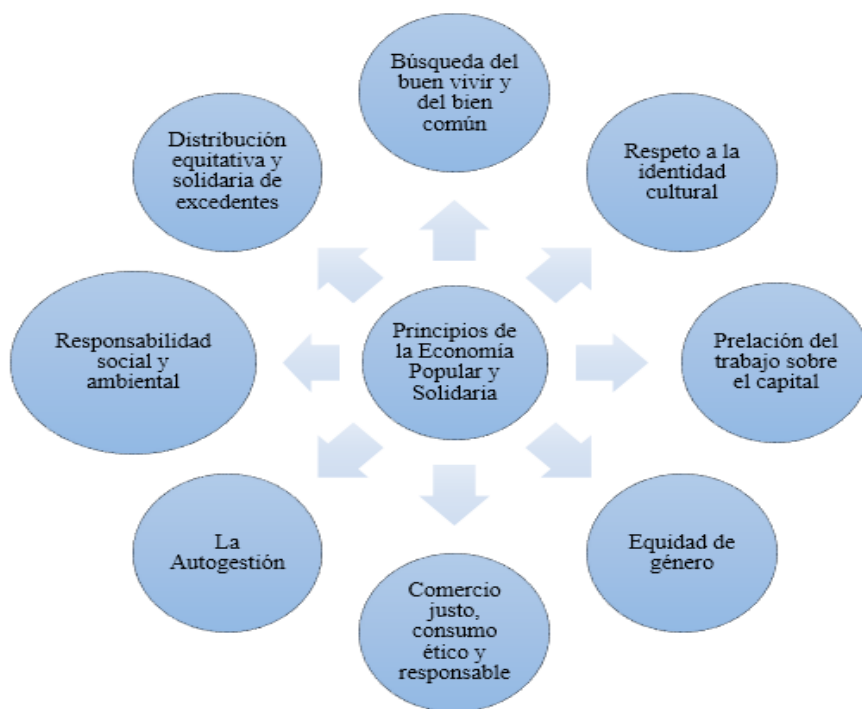 Búsqueda del
buen vivir y
del bien
común
Distribución
equitativa y
solidaria de
excedentes
Respeto a la
identidad
cultural
Responsabilidad
social y
ambiental
Principios de
la Economía
Popular y
Solidaria
Prelación del
trabajo sobre
el capital
La
Autogestión
Equidad de
género
Comercio
justo,
consumo
ético y
responsable